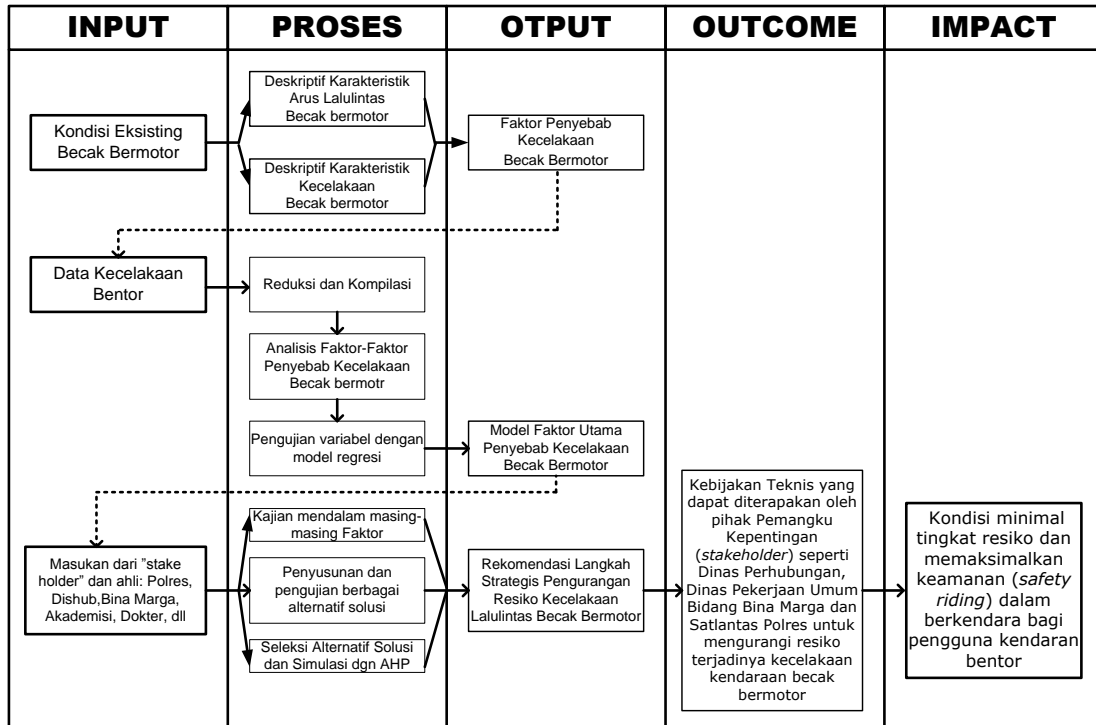 INPUT
PROSES
OTPUT
OUTCOME
IMPACT
Kondisi Eksisting
Becak Bermotor
Deskriptif Karakteristik
Arus Lalulintas
Becak bermotor
Deskriptif Karakteristik
Kecelakaan
Becak bermotor
Faktor Penyebab
Kecelakaan
Becak Bermotor
Data Kecelakaan
Bentor
Reduksi dan Kompilasi
Analisis Faktor-Faktor
Penyebab Kecelakaan
Becak bermotr
Pengujian variabel dengan
model regresi
Model Faktor Utama
Penyebab Kecelakaan
Becak Bermotor
Masukan dari ”stake
holder” dan ahli: Polres,
Dishub,Bina Marga,
Akademisi, Dokter, dll
Kajian mendalam masing-
masing Faktor
Penyusunan dan
pengujian berbagai
alternatif solusi
Seleksi Alternatif Solusi
dan Simulasi dgn AHP
Rekomendasi Langkah
Strategis Pengurangan
Resiko Kecelakaan
Lalulintas Becak Bermotor
Kebijakan Teknis yang
dapat diterapakan oleh
pihak Pemangku
Kepentingan
(stakeholder) seperti
Dinas Perhubungan,
Dinas Pekerjaan Umum
Bidang Bina Marga dan
Satlantas Polres untuk
mengurangi resiko
terjadinya kecelakaan
kendaraan becak
bermotor
Kondisi minimal
tingkat resiko dan
memaksimalkan
keamanan (safety
riding) dalam
berkendara bagi
pengguna kendaran
bentor